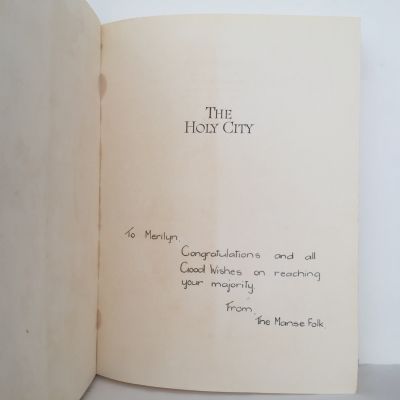 THE
HOLY CITY
To Merilyn,
Congratulations and all
Good Wishes on reaching
your majority.
From,
The Manse Folk.